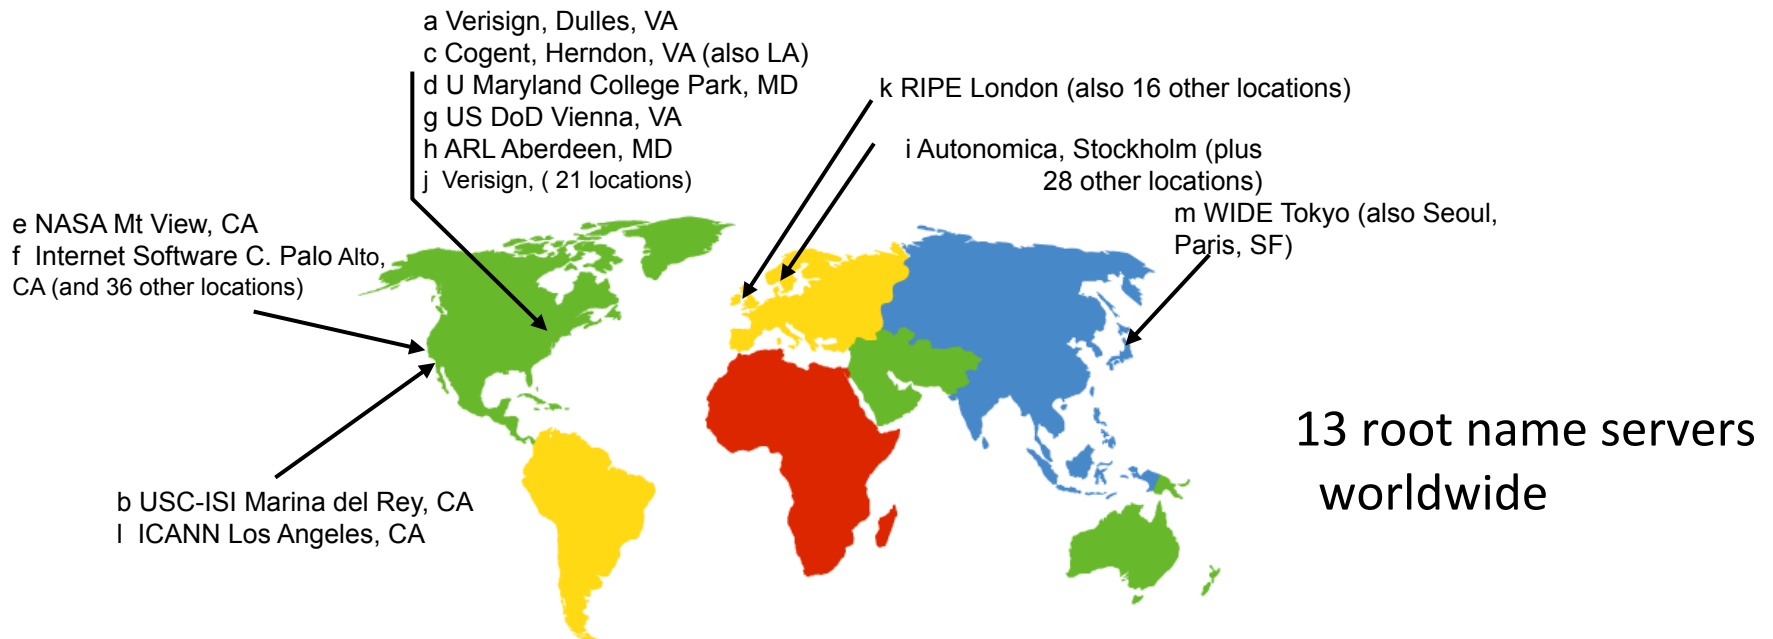 a Verisign, Dulles, VA
c Cogent, Herndon, VA (also LA)
d U Maryland College Park, MD
g US DoD Vienna, VA
h ARL Aberdeen, MD
j Verisign, ( 21 locations)
k RIPE London (also 16 other locations)
i Autonomica, Stockholm (plus
28 other locations)
m WIDE Tokyo (also Seoul,
Paris, SF)
e NASA Mt View, CA
f Internet Software C. Palo Alto,
CA (and 36 other locations)
b USC-ISI Marina del Rey, CA
l ICANN Los Angeles, CA
13 root name servers
worldwide